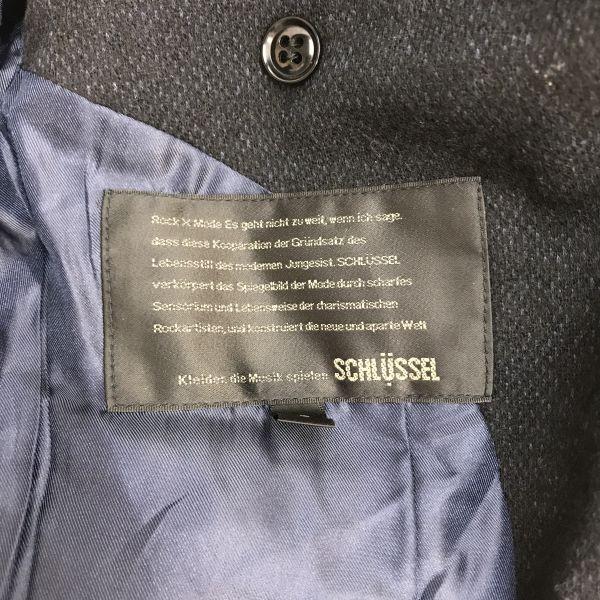 Rock X Mode Es geht nicht zu weit, wenn ich sage.
dass diese Kooperation der Gründsatz des
Lebensstill des modernen Jungesist. SCHLÜSSEL
verkörpert das Spiegelbild der Mode durch scharfes
Sensorium und Lebensweise der charismatischen
Rockartisten, und konstruiert die neue und aparte Welt
Kleider, die Musik spielen SCHLÜSSEL